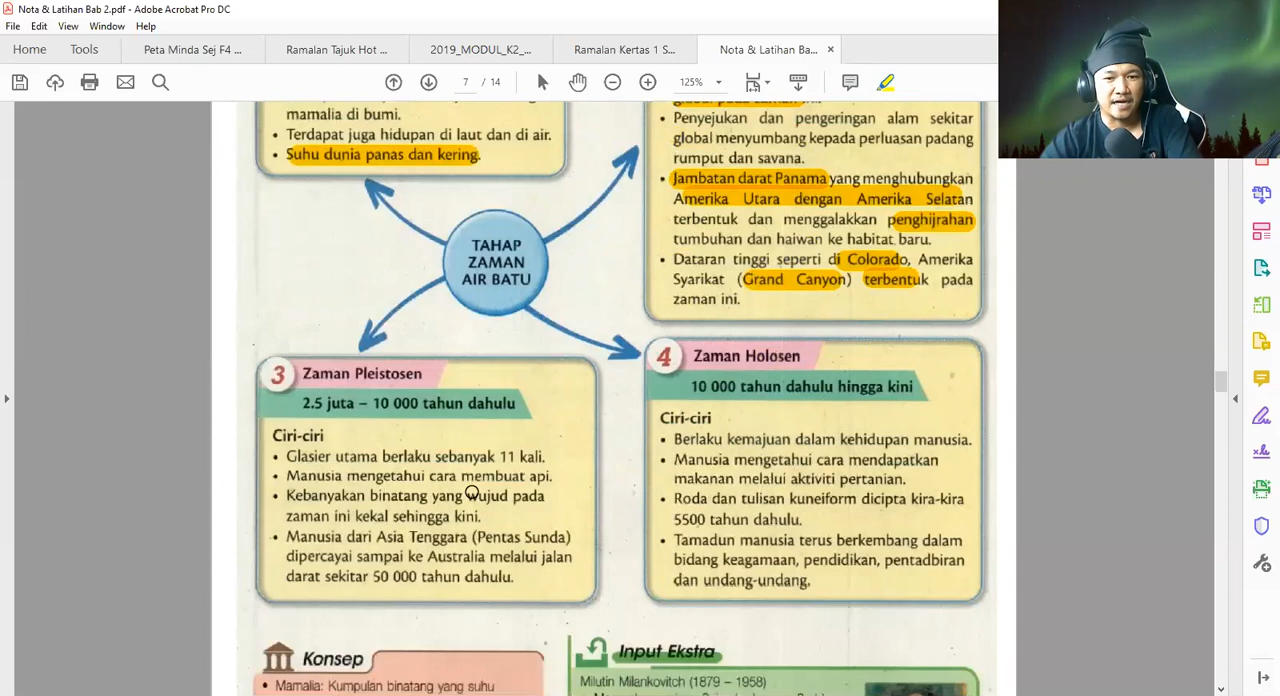 Nota & Latihan Bab 2.pdf - Adobe Acrobat Pro DC
File Edit View Window Help
Home Tools Peta Minda Sej F4 ... Ramalan Tajuk Hot ... 2019_MODUL_K2_... Ramalan Kertas 1 S... Nota & Latihan Ba... ×
7 / 14 125%
mamalia di bumi.
• Terdapat juga hidupan di laut dan di air.
• Suhu dunia panas dan kering.
global pada zaman ini.
• Penyejukan dan pengeringan alam sekitar
global menyumbang kepada perluasan padang
rumput dan savana.
• Jambatan darat Panama yang menghubungkan
Amerika Utara dengan Amerika Selatan
terbentuk dan menggalakkan penghijrahan
tumbuhan dan haiwan ke habitat baru.
• Dataran tinggi seperti di Colorado, Amerika
Syarikat (Grand Canyon) terbentuk pada
zaman ini.
TAHAP
ZAMAN
AIR BATU
3 Zaman Pleistosen
2.5 juta – 10 000 tahun dahulu
Ciri-ciri
• Glasier utama berlaku sebanyak 11 kali.
• Manusia mengetahui cara membuat api.
• Kebanyakan binatang yang wujud pada
zaman ini kekal sehingga kini.
• Manusia dari Asia Tenggara (Pentas Sunda)
dipercayai sampai ke Australia melalui jalan
darat sekitar 50 000 tahun dahulu.
4 Zaman Holosen
10 000 tahun dahulu hingga kini
Ciri-ciri
• Berlaku kemajuan dalam kehidupan manusia.
• Manusia mengetahui cara mendapatkan
makanan melalui aktiviti pertanian.
• Roda dan tulisan kuneiform dicipta kira-kira
5500 tahun dahulu.
• Tamadun manusia terus berkembang dalam
bidang keagamaan, pendidikan, pentadbiran
dan undang-undang.
Konsep
• Mamalia: Kumpulan binatang yang suhu
Input Ekstra
Milutin Milankovitch (1879 – 1958)